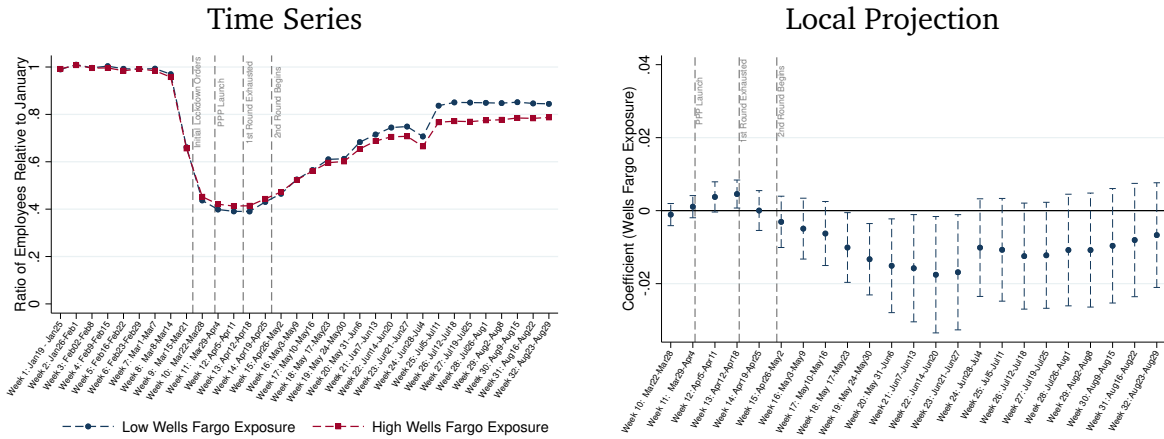 Time Series
Ratio of Employees Relative to January
1
.8
.6
.4
.2
0
Initial Lockdown Orders
PPP Launch
1st Round Exhausted
2nd Round Begins
Week 1: Jan19 - Jan25
Week 2: Jan26-Feb1
Week 3: Feb02-Feb8
Week 4: Feb9-Feb15
Week 5: Feb16-Feb22
Week 6: Feb23-Feb29
Week 7: Mar1-Mar7
Week 8: Mar8-Mar14
Week 9: Mar15-Mar21
Week 10: Mar22-Mar28
Week 11: Mar29-Apr4
Week 12: Apr5-Apr11
Week 13: Apr12-Apr18
Week 14: Apr19-Apr25
Week 15: Apr26-May2
Week 16: May3-May9
Week 17: May10-May16
Week 18: May 17-May23
Week 19: May 24-May30
Week 20: May 31-Jun6
Week 21: Jun7-Jun13
Week 22: Jun14-Jun20
Week 23: Jun21-Jun27
Week 24: Jun28-Jul4
Week 25: Jul5-Jul11
Week 26: Jul12-Jul18
Week 27: Jul19-Jul25
Week 28: Jul26-Aug1
Week 29: Aug2-Aug8
Week 30: Aug9-Aug15
Week 31: Aug16-Aug22
Week 32: Aug23-Aug29
Low Wells Fargo Exposure
High Wells Fargo Exposure
Local Projection
Coefficient (Wells Fargo Exposure)
.04
.02
0
-.02
PPP Launch
1st Round Exhausted
2nd Round Begins
Week 10: Mar22-Mar28
Week 11: Mar29-Apr4
Week 12: Apr5-Apr11
Week 13: Apr12-Apr18
Week 14: Apr19-Apr25
Week 15: Apr26-May2
Week 16: May3-May9
Week 16: May10-May16
Week 17: May 17-May23
Week 18: May 24-May30
Week 20: May 31-Jun6
Week 21: Jun7-Jun13
Week 22: Jun14-Jun20
Week 23: Jun21-Jun27
Week 24: Jun28-Jul4
Week 25: Jul5-Jul11
Week 26: Jul12-Jul18
Week 27: Jul19-Jul25
Week 28: Jul26-Aug1
Week 29: Aug2-Aug8
Week 30: Aug9-Aug15
Week 31: Aug16-Aug22
Week 32: Aug23-Aug29